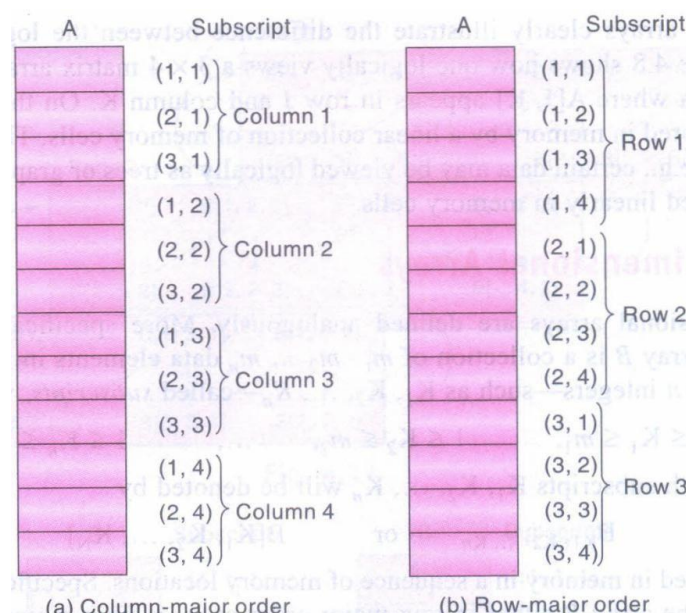 A Subscript
(1, 1)
(2, 1) Column 1
(3, 1)
(1, 2)
(2, 2) Column 2
(3, 2)
(1, 3)
(2, 3) Column 3
(3, 3)
(1, 4)
(2, 4) Column 4
(3, 4)
(a) Column-major order
A Subscript
(1, 1)
(1, 2)
(1, 3) Row 1
(1, 4)
(2, 1)
(2, 2)
Row 2
(2, 3)
(2, 4)
(3, 1)
(3, 2)
Row 3
(3, 3)
(3, 4)
(b) Row-major order